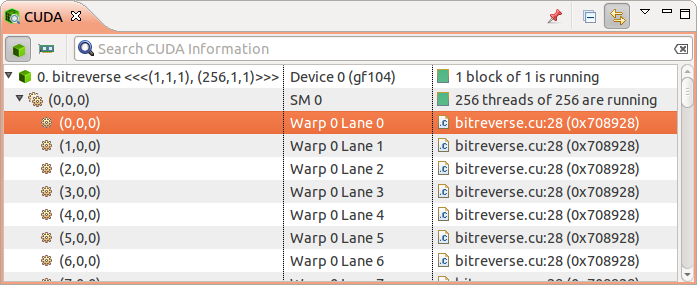 CUDA
Search CUDA Information
0. bitreverse <<<(1,1,1), (256,1,1)>>> Device 0 (gf104) 1 block of 1 is running
(0,0,0) SM 0 256 threads of 256 are running
(0,0,0) Warp 0 Lane 0 .c bitreverse.cu:28 (0x708928)
(1,0,0) Warp 0 Lane 1 .c bitreverse.cu:28 (0x708928)
(2,0,0) Warp 0 Lane 2 .c bitreverse.cu:28 (0x708928)
(3,0,0) Warp 0 Lane 3 .c bitreverse.cu:28 (0x708928)
(4,0,0) Warp 0 Lane 4 .c bitreverse.cu:28 (0x708928)
(5,0,0) Warp 0 Lane 5 .c bitreverse.cu:28 (0x708928)
(6,0,0) Warp 0 Lane 6 .c bitreverse.cu:28 (0x708928)